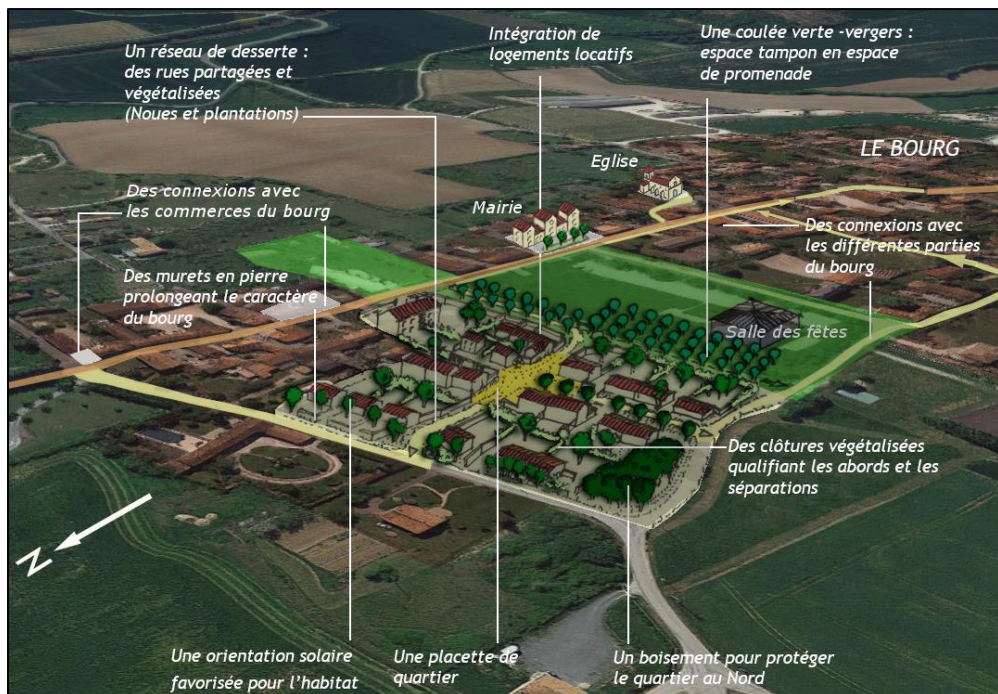 Un réseau de desserte :
des rues partagées et
végétalisées
(Noues et plantations)
Intégration de
logements locatifs
Une coulée verte -vergers :
espace tampon en espace
de promenade
LE BOURG
Eglise
Mairie
Des connexions avec
les commerces du bourg
Des connexions avec
les différentes parties
du bourg
Des murets en pierre
prolongeant le caractère
du bourg
Salle des fêtes
Des clôtures végétalisées
qualifiant les abords et les
séparations
N
Une orientation solaire
favorisée pour l’habitat
Une placette de
quartier
Un boisement pour protéger
le quartier au Nord